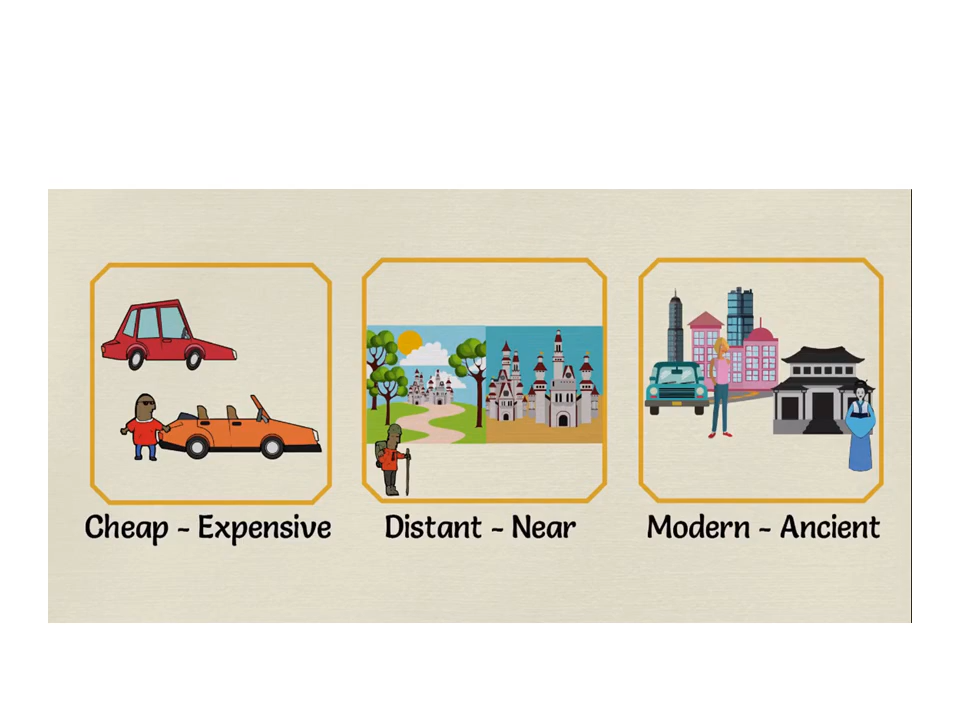 Cheap - Expensive
Distant - Near
Modern - Ancient